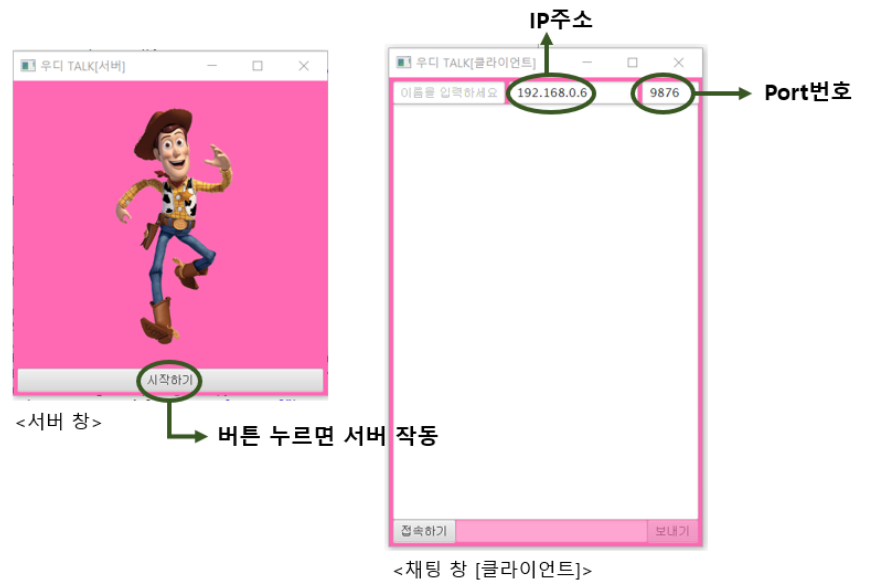 IP주소
우디 TALK[서버]
우디 TALK[클라이언트]
이름을 입력하세요
192.168.0.6
9876
Port번호
시작하기
<서버 창>
버튼 누르면 서버 작동
접속하기
보내기
<채팅 창 [클라이언트]>